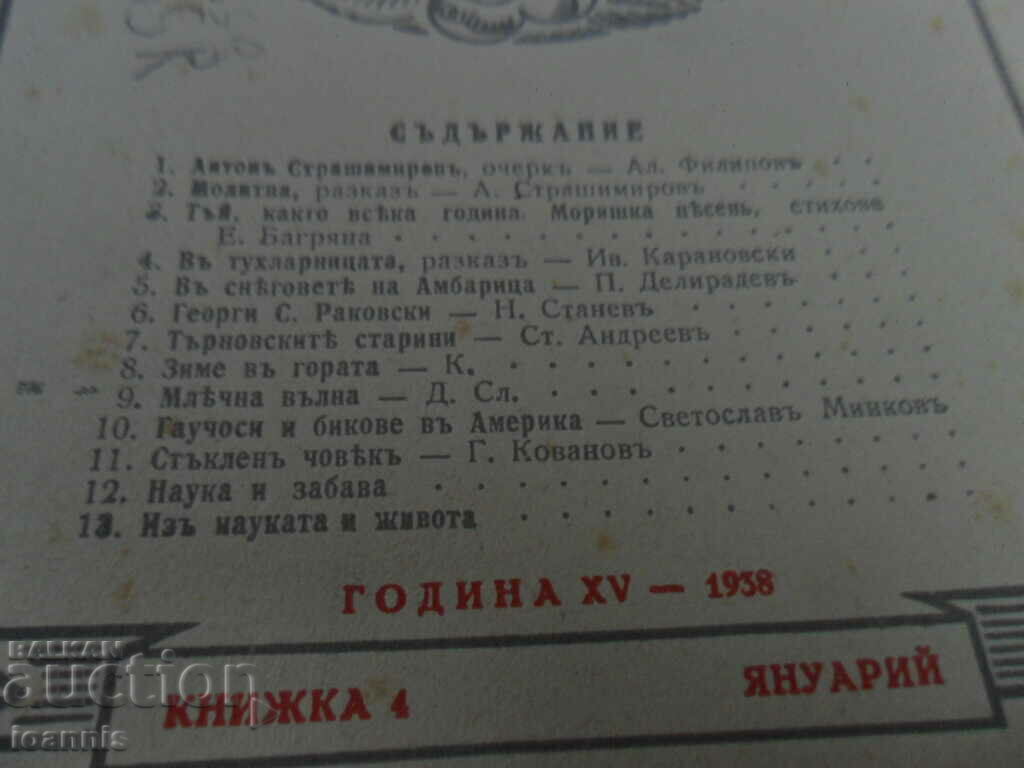 СЪДЪРЖАНИЕ
1. Антонъ Страшимировъ, очеркъ — Ал. Филиповъ . .
2. Молитва, разказъ — А. Страшимировъ . . . . .
3. Тъй, както всѣка година. Моряшка пѣсень, стихове
Е. Багряна . . . . . . . . . . . .
4. Въ тухларницата, разказъ — Ив. Карановски . . .
5. Въ снѣговетѣ на Амбарица — П. Делирадевъ . . .
6. Георги С. Раковски — Н. Станев . . . . . .
7. Търновскитѣ старини — Ст. Андреевъ . . . . .
8. Зиме въ гората — К. . . . . . . . . .
9. Млѣчна вълна — Д. Сл. . . . . . . . . .
10. Гаучоси и бикове въ Америка — Светославъ Минковъ
11. Стъкленъ човѣкъ — Г. Ковановъ . . . . . . .
12. Наука и забава . . . . . . . . . . . .
13. Изъ науката и живота . . . . . . . . . .
ГОДИНА XV — 1938
КНИЖКА 4
ЯНУАРИЙ
BALKAN
auction
ioannis